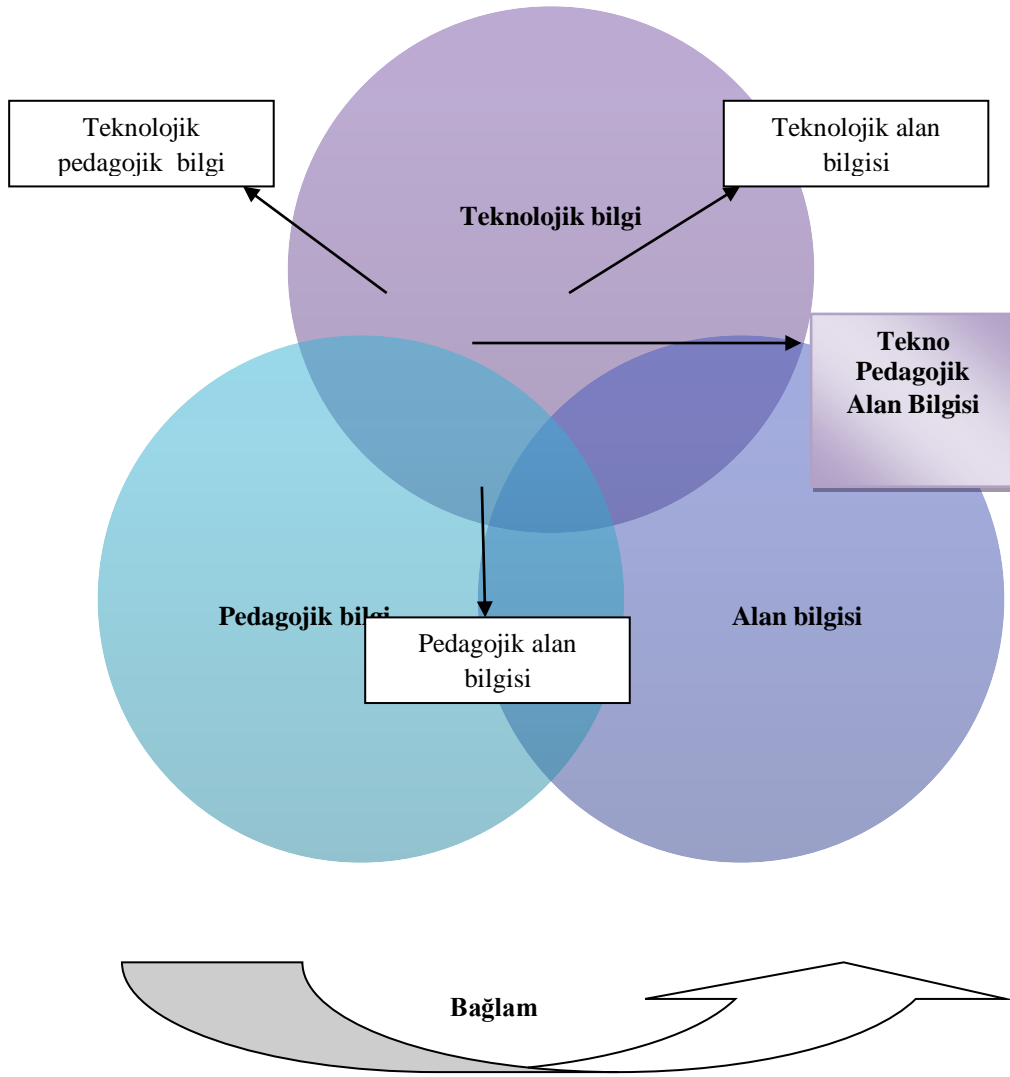 Teknolojik
pedagojik bilgi
Teknolojik alan
bilgisi
Teknolojik bilgi
Tekno
Pedagojik
Alan Bilgisi
Pedagojik bilgi
Alan bilgisi
Pedagojik alan
bilgisi
Bağlam